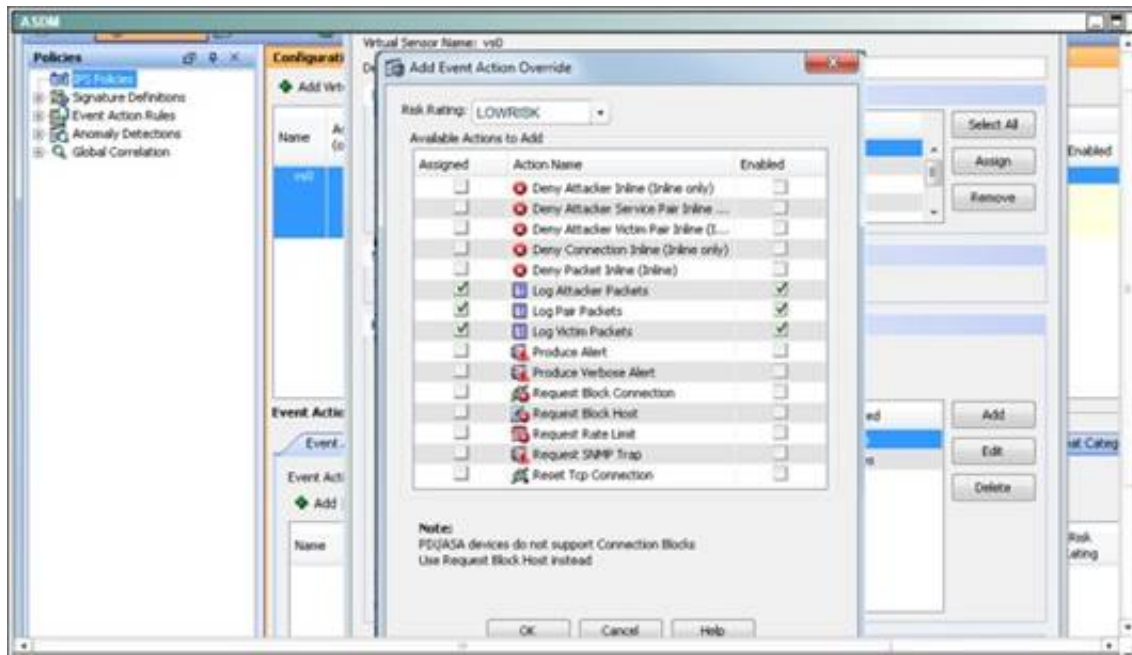 ASDM
Policies
IPS Policies
Signature Definitions
Event Action Rules
Anomaly Detections
Global Correlation
Configurati
Add Virt
Name
vs0
Event Actio
Event
Event Acti
Add
Name
Virtual Sensor Name: vs0
Add Event Action Override
Risk Rating: LOWRISK
Available Actions to Add
Assigned Action Name Enabled
Deny Attacker Inline (Inline only)
Deny Attacker Service Pair Inline ....
Deny Attacker Victim Pair Inline (I...
Deny Connection Inline (Inline only)
Deny Packet Inline (Inline)
Log Attacker Packets
Log Pair Packets
Log Victim Packets
Produce Alert
Produce Verbose Alert
Request Block Connection
Request Block Host
Request Rate Limit
Request SNMP Trap
Reset Tcp Connection
Note:
PIX/ASA devices do not support Connection Blocks
Use Request Block Host instead
OK Cancel Help
Select All
Assign
Remove
Enabled
ed
Add
Edit
Delete
at Categ
Risk